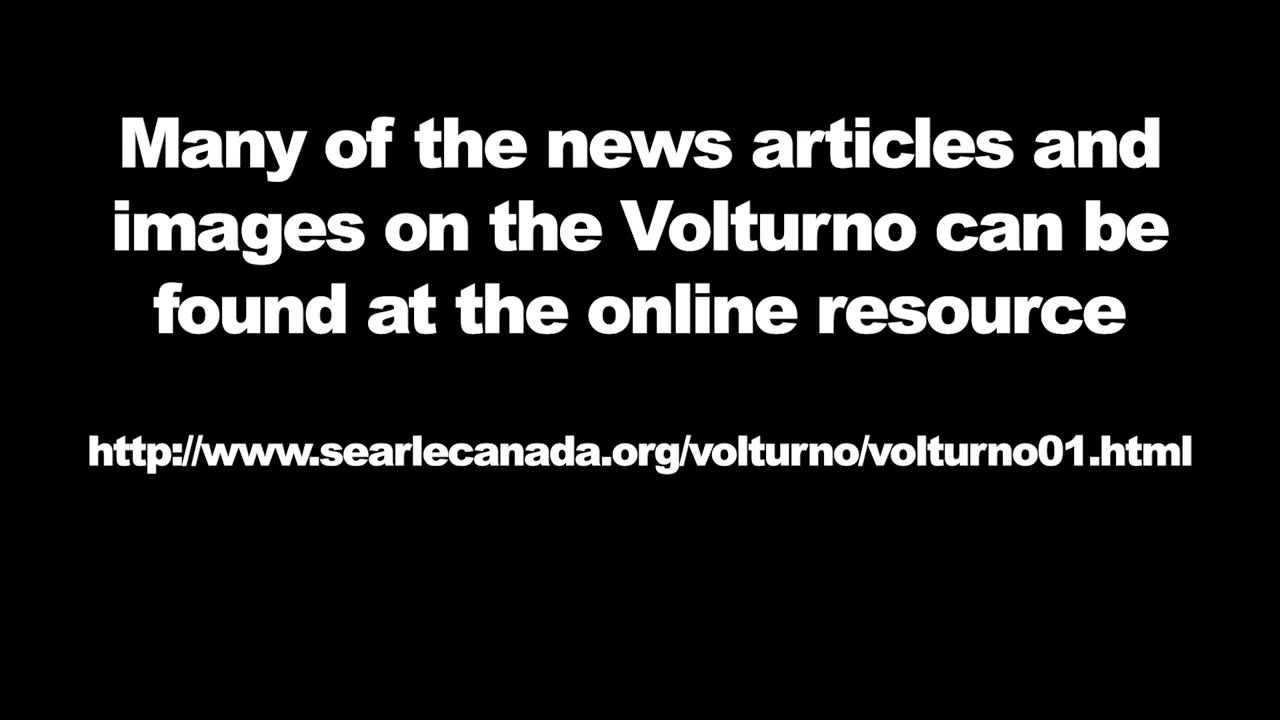 Many of the news articles and
images on the Volturno can be
found at the online resource
http://www.searlecanada.org/volturno/volturno01.html